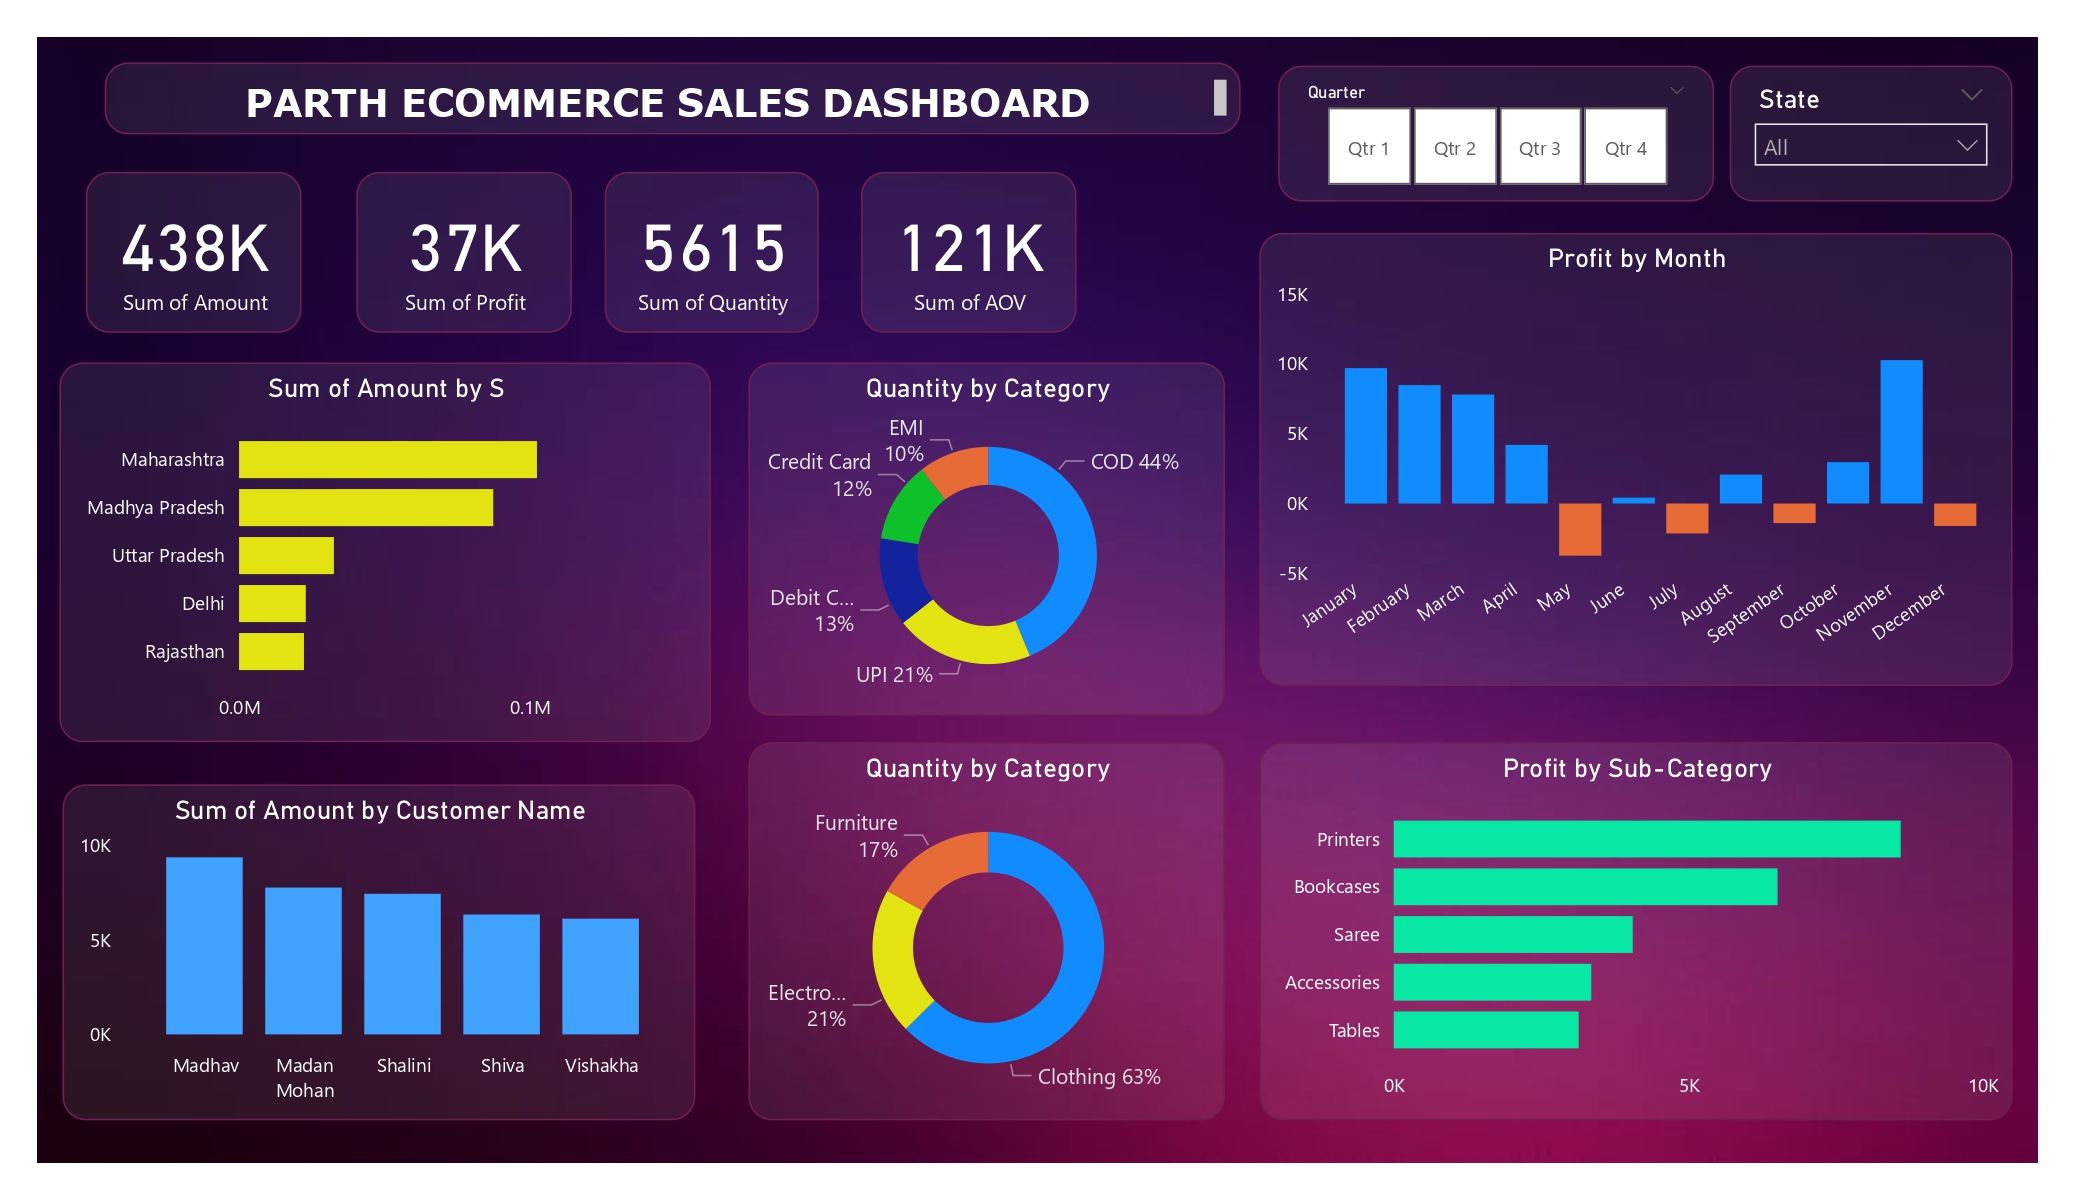 PARTH ECOMMERCE SALES DASHBOARD
Quarter
Qtr 1
Qtr 2
Qtr 3
Qtr 4
State
All
438K
Sum of Amount
37K
Sum of Profit
5615
Sum of Quantity
121K
Sum of AOV
Sum of Amount by S
Maharashtra
Madhya Pradesh
Uttar Pradesh
Delhi
Rajasthan
0.0M
0.1M
Quantity by Category
EMI
10%
Credit Card
12%
COD 44%
Debit C...
13%
UPI 21%
Profit by Month
15K
10K
5K
0K
-5K
January
February
March
April
May
June
July
August
September
October
November
December
Sum of Amount by Customer Name
10K
5K
0K
Madhav
Madan
Mohan
Shalini
Shiva
Vishakha
Quantity by Category
Furniture
17%
Electro...
21%
Clothing 63%
Profit by Sub-Category
Printers
Bookcases
Saree
Accessories
Tables
0K
5K
10K